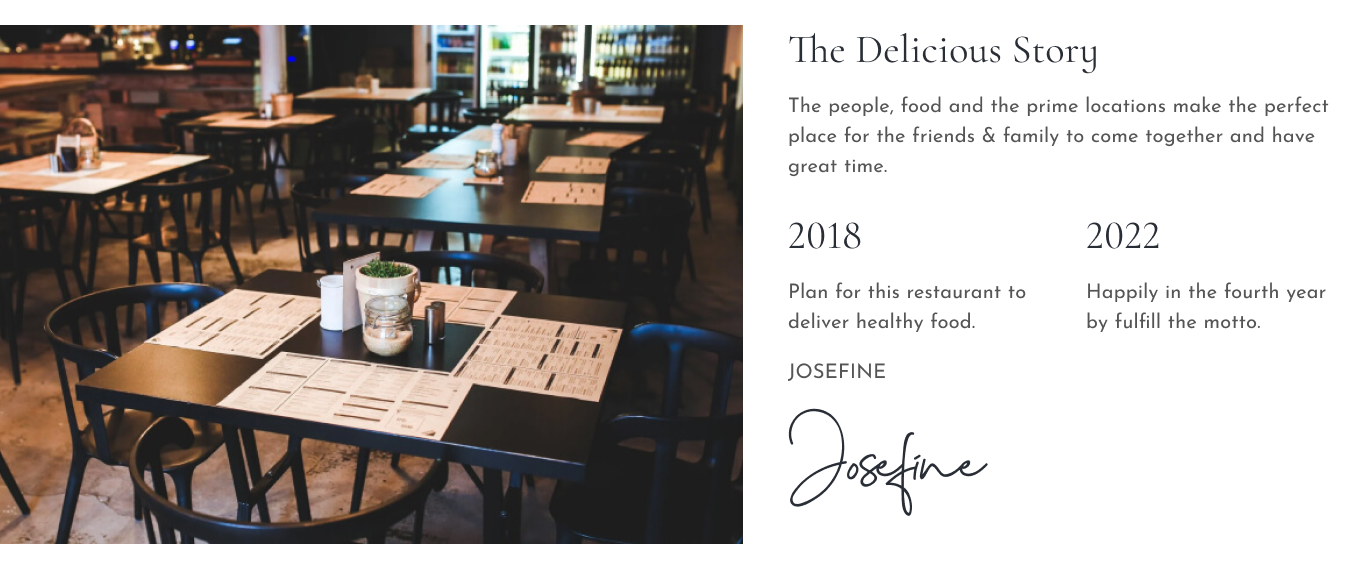 The Delicious Story
The people, food and the prime locations make the perfect
place for the friends & family to come together and have
great time.
2018
Plan for this restaurant to
deliver healthy food.
2022
Happily in the fourth year
by fulfill the motto.
JOSEFINE
Josefine